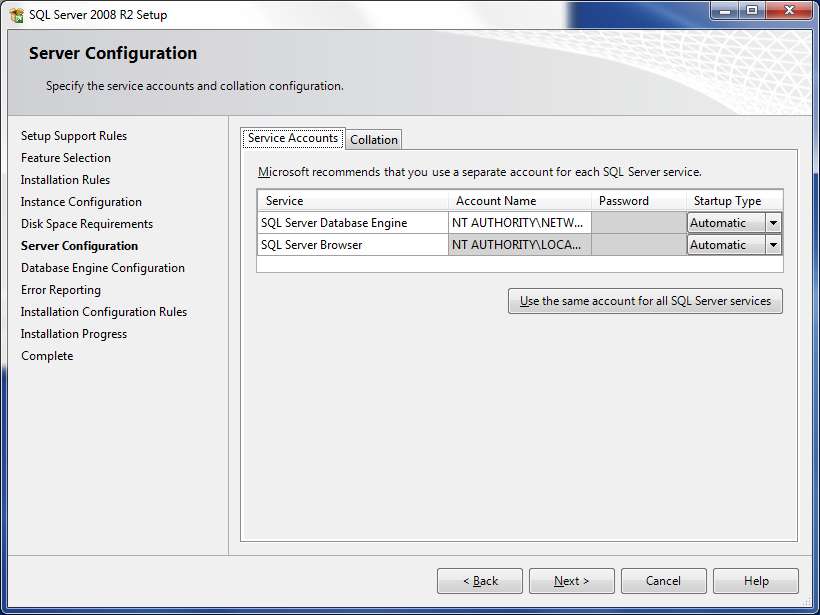 SQL Server 2008 R2 Setup
Server Configuration
Specify the service accounts and collation configuration.
Setup Support Rules
Feature Selection
Installation Rules
Instance Configuration
Disk Space Requirements
Server Configuration
Database Engine Configuration
Error Reporting
Installation Configuration Rules
Installation Progress
Complete
Service Accounts Collation
Microsoft recommends that you use a separate account for each SQL Server service.
Service Account Name Password Startup Type
SQL Server Database Engine NT AUTHORITY\NETW... Automatic
SQL Server Browser NT AUTHORITY\LOCA... Automatic
Use the same account for all SQL Server services
< Back Next > Cancel Help